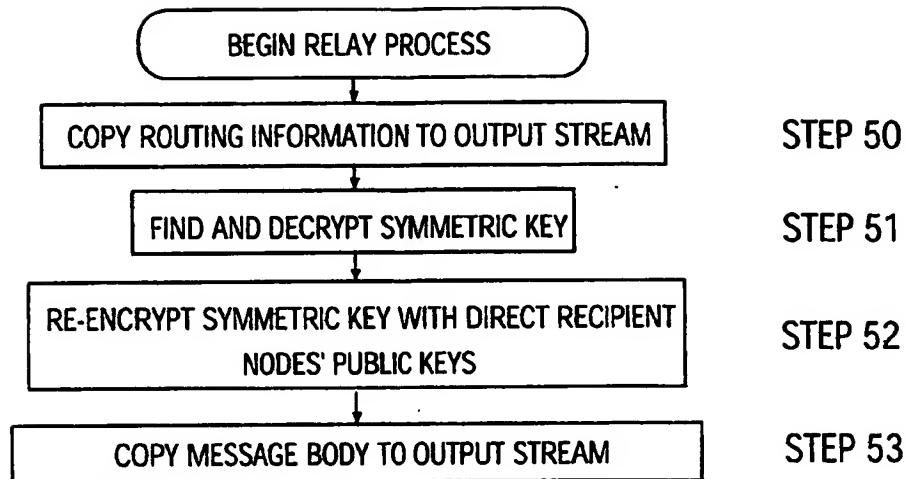 BEGIN RELAY PROCESS
COPY ROUTING INFORMATION TO OUTPUT STREAM
STEP 50
FIND AND DECRYPT SYMMETRIC KEY
STEP 51
RE-ENCRYPT SYMMETRIC KEY WITH DIRECT RECIPIENT
NODES' PUBLIC KEYS
STEP 52
COPY MESSAGE BODY TO OUTPUT STREAM
STEP 53